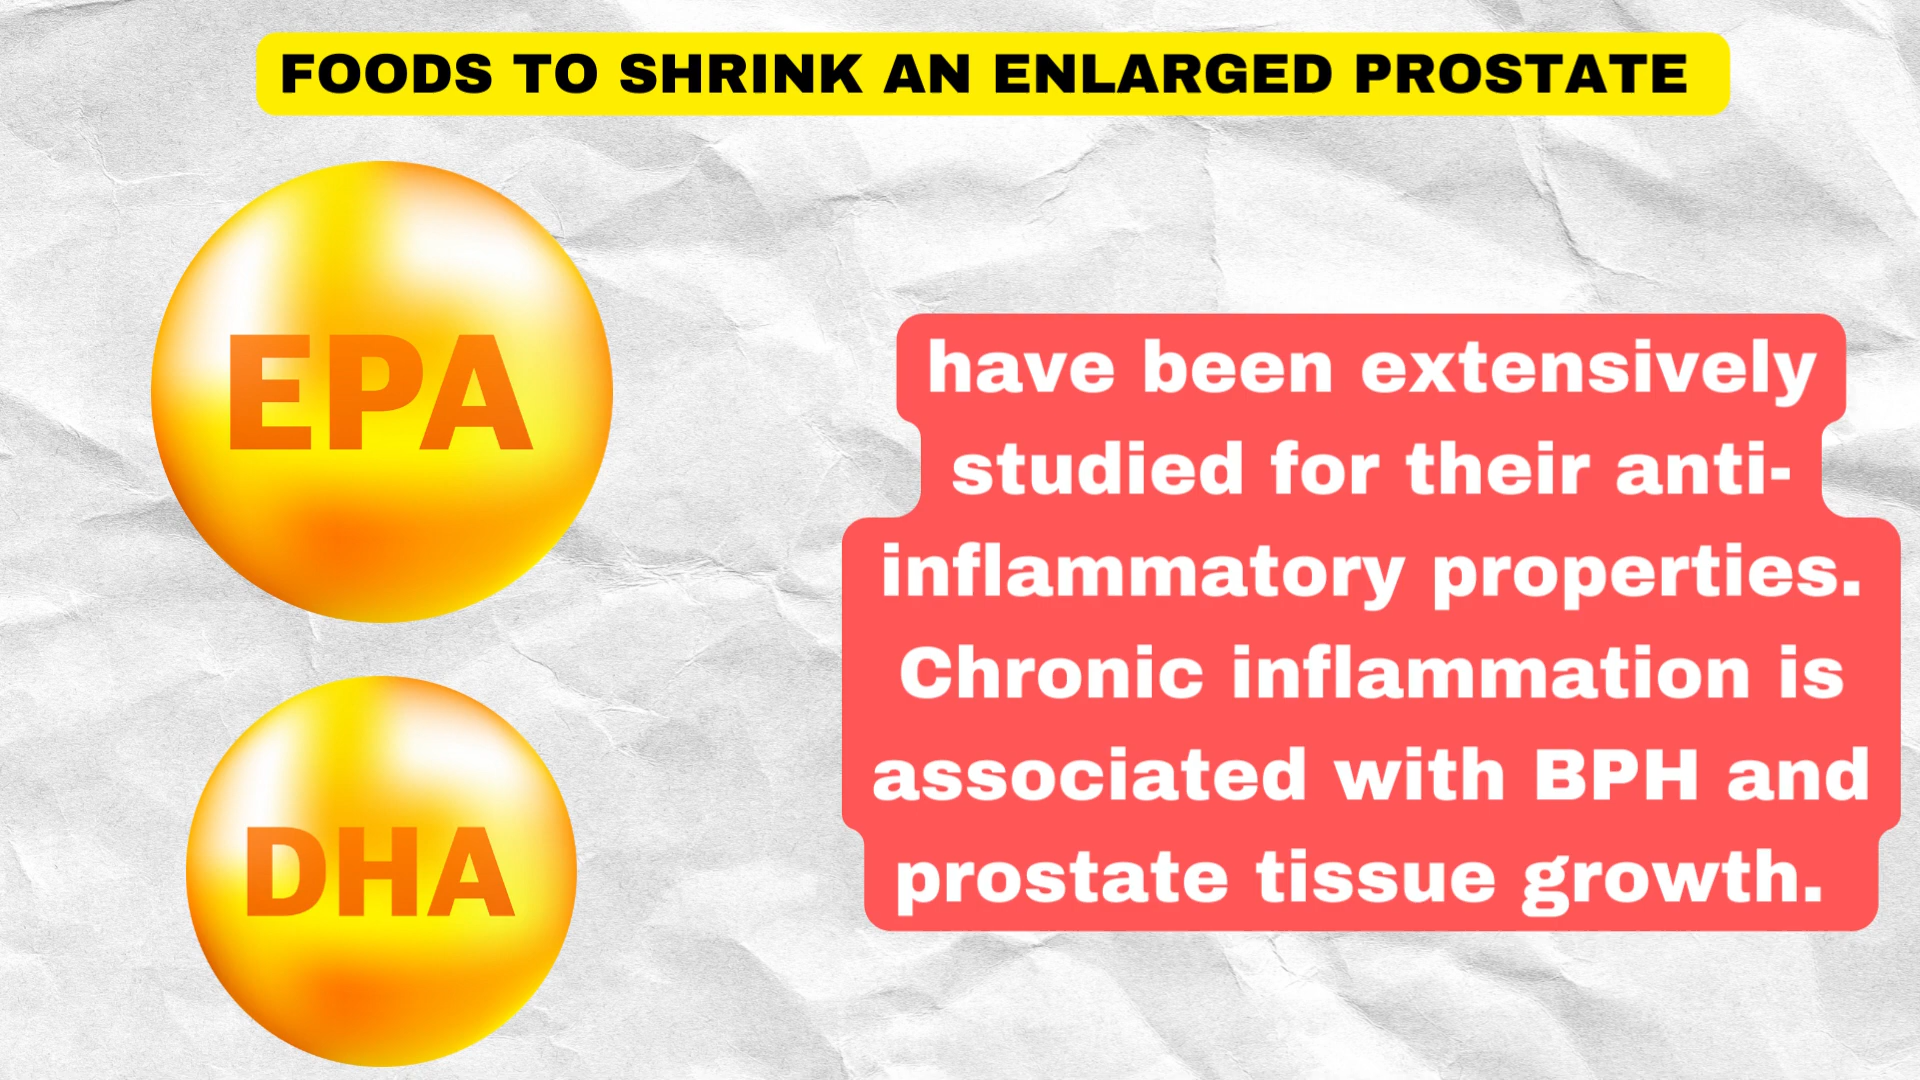 FOODS TO SHRINK AN ENLARGED PROSTATE
EPA
DHA
have been extensively
studied for their anti-
inflammatory properties.
Chronic inflammation is
associated with BPH and
prostate tissue growth.